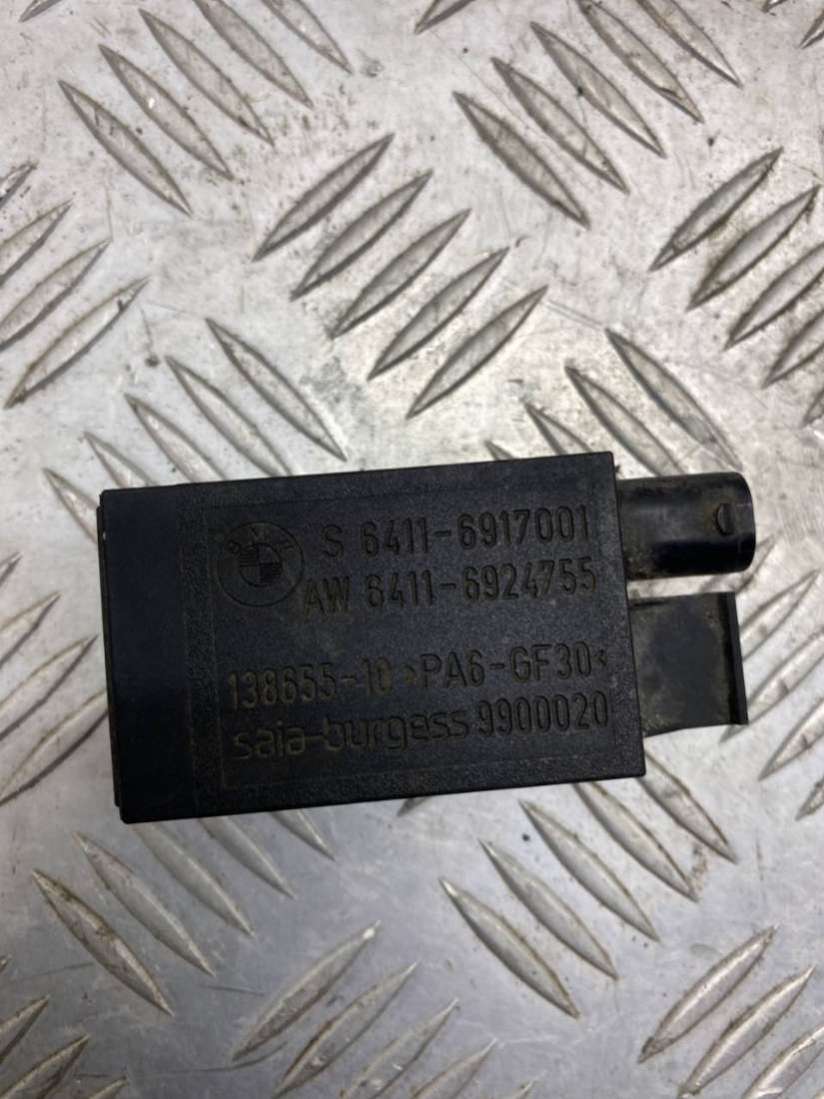 S 6411-6917001
AW 6411-6924755
138655-10 >PA6-GF30<
saia-burgess 9900020